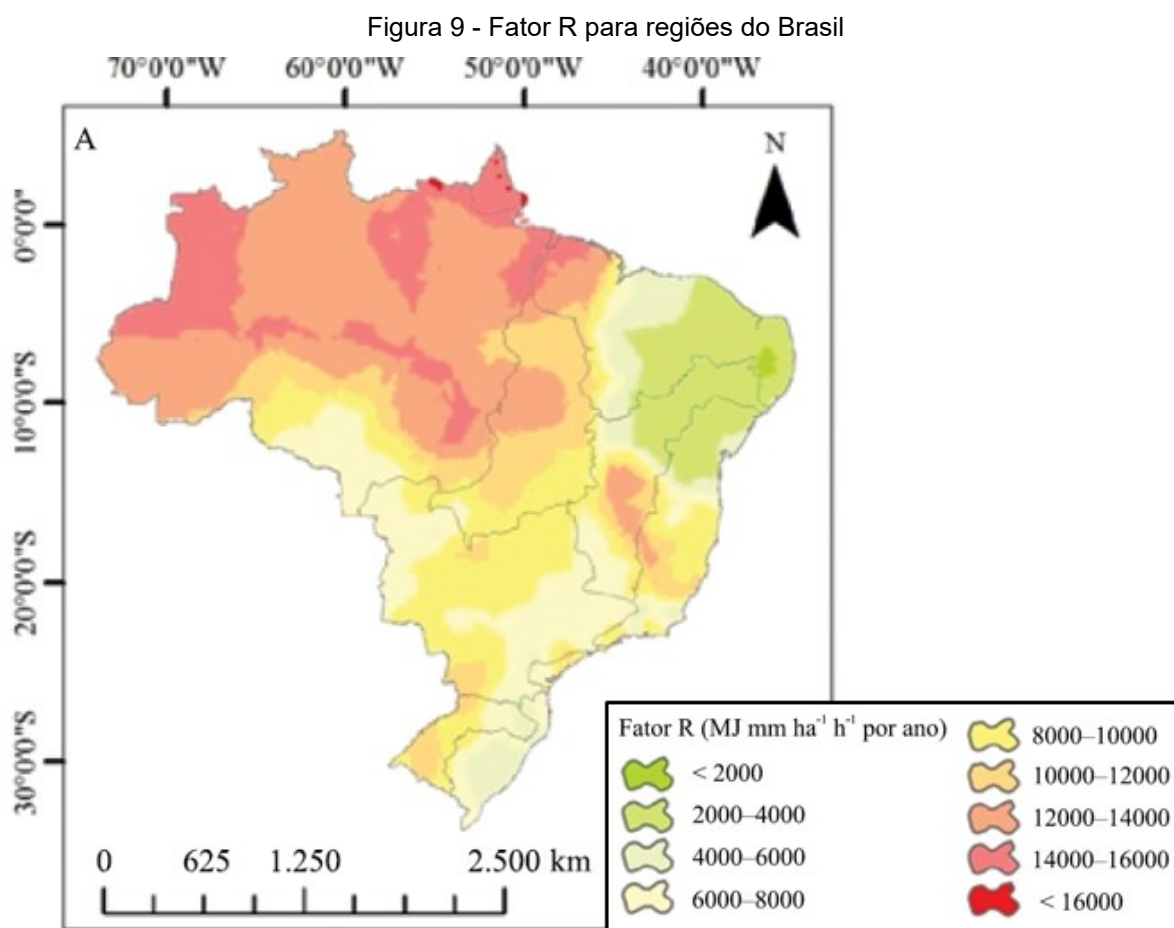 Figura 9 - Fator R para regiões do Brasil
70°0'0"W 60°0'0"W 50°0'0"W 40°0'0"W
A
N
0°0'0"
10°0'0"S
20°0'0"S
30°0'0"S
0 625 1.250 2.500 km
Fator R (MJ mm ha⁻¹ h⁻¹ por ano)
< 2000
2000–4000
4000–6000
6000–8000
8000–10000
10000–12000
12000–14000
14000–16000
< 16000